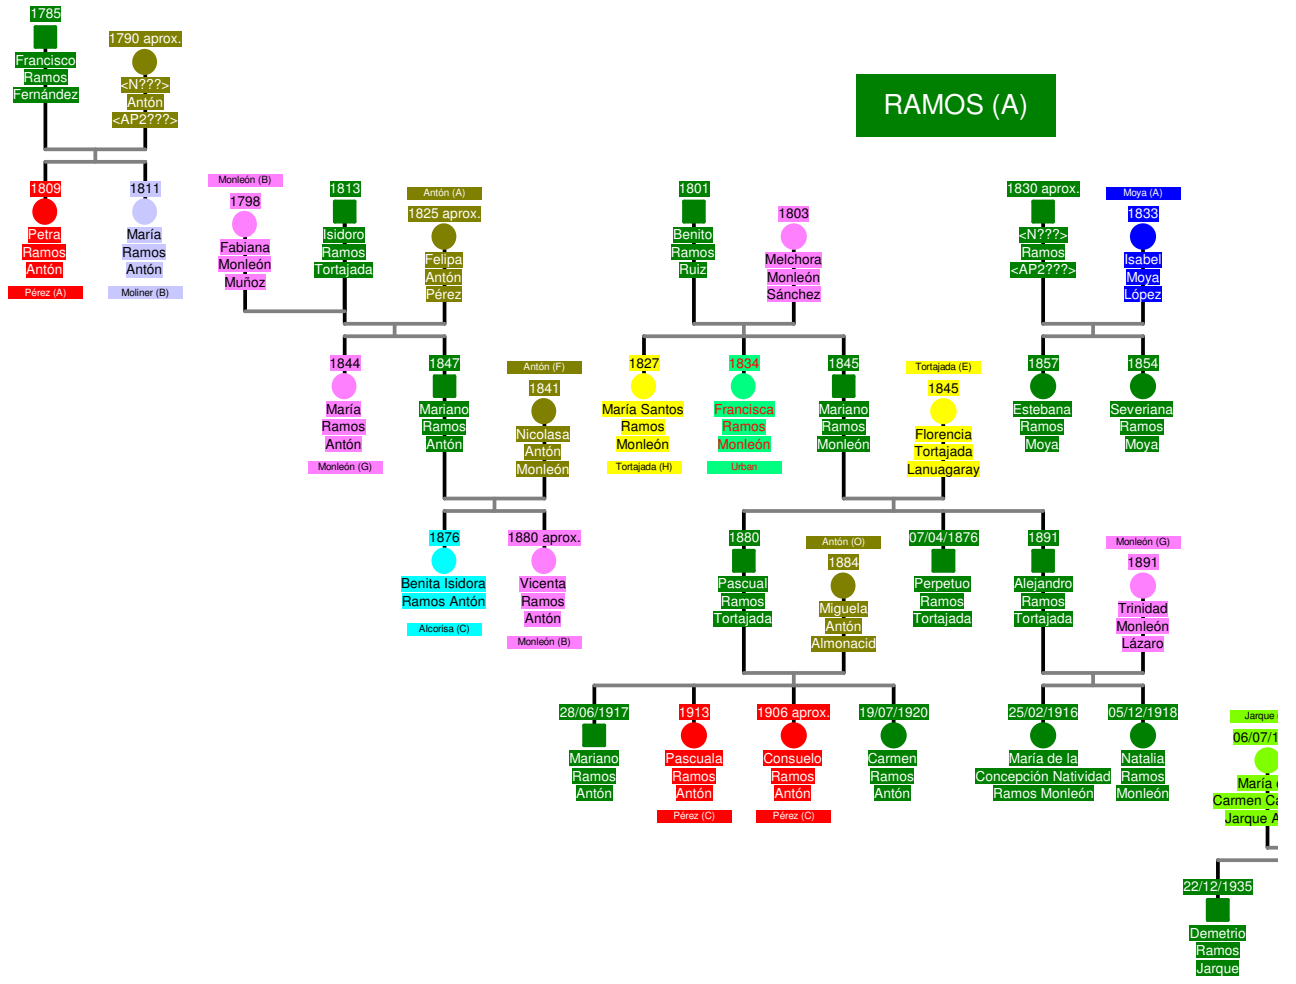 1785
Francisco
Ramos
Fernández
1790 aprox.
<N???>
Antón
<AP2???>
RAMOS (A)
1809
Petra
Ramos
Antón
Pérez (A)
1811
María
Ramos
Antón
Moliner (B)
Monleón (B)
1798
Fabiana
Monleón
Muñoz
1813
Isidoro
Ramos
Tortajada
Antón (A)
1825 aprox.
Felipa
Antón
Pérez
1801
Benito
Ramos
Ruiz
1803
Melchora
Monleón
Sánchez
1830 aprox.
<N???>
Ramos
<AP2???>
Moya (A)
1833
Isabel
Moya
López
1844
María
Ramos
Antón
Monleón (G)
1847
Mariano
Ramos
Antón
Antón (F)
1841
Nicolasa
Antón
Monleón
1827
María Santos
Ramos
Monleón
Tortajada (H)
1834
Francisca
Ramos
Monleón
Urban
1845
Mariano
Ramos
Monleón
Tortajada (E)
1845
Florencia
Tortajada
Lanuagaray
1857
Estebana
Ramos
Moya
1854
Severiana
Ramos
Moya
1876
Benita Isidora
Ramos Antón
Alcorisa (C)
1880 aprox.
Vicenta
Ramos
Antón
Monleón (B)
1880
Pascual
Ramos
Tortajada
Antón (O)
1884
Miguela
Antón
Almonacid
07/04/1876
Perpetuo
Ramos
Tortajada
1891
Alejandro
Ramos
Tortajada
Monleón (G)
1891
Trinidad
Monleón
Lázaro
28/06/1917
Mariano
Ramos
Antón
1913
Pascuala
Ramos
Antón
Pérez (C)
1906 aprox.
Consuelo
Ramos
Antón
Pérez (C)
19/07/1920
Carmen
Ramos
Antón
25/02/1916
María de la
Concepción Natividad
Ramos Monleón
05/12/1918
Natalia
Ramos
Monleón
Jarque
06/07/1
María
Carmen
Jarque A
22/12/1935
Demetrio
Ramos
Jarque